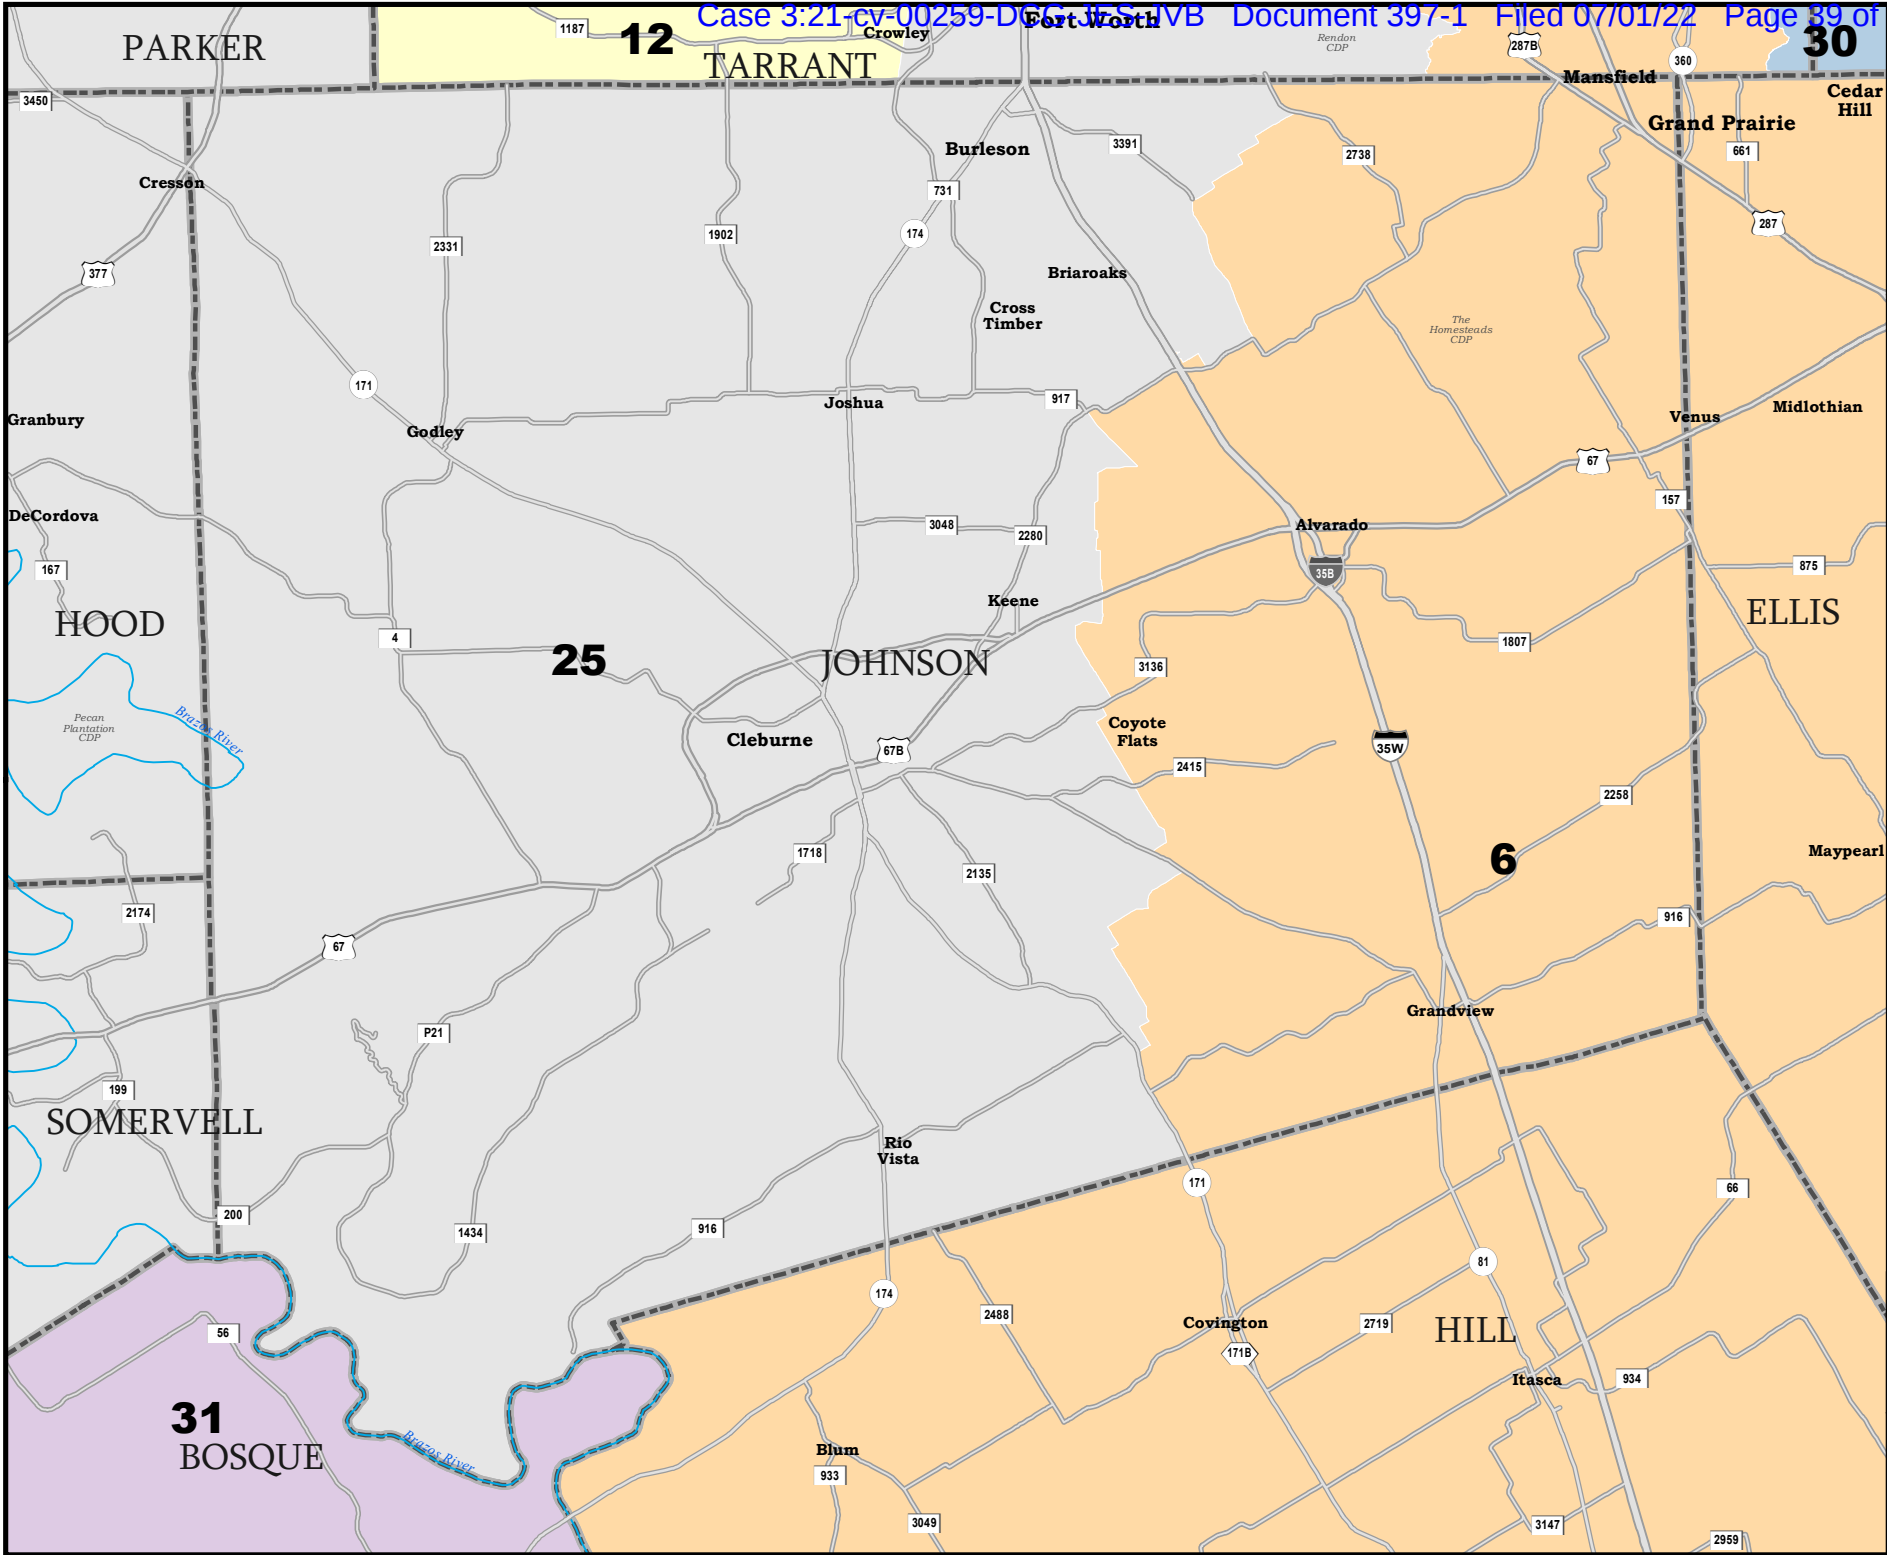 Case 3:21-cv-00259-DCG-JES-JVB Document 397-1 Filed 07/01/22 Page 39 of
PARKER
1187
12
TARRANT
Crowley
Fort Worth
Rendon
CDP
287B
360
30
Mansfield
Cedar
Hill
3450
Grand Prairie
Burleson
3391
2738
661
Cresson
731
1902
174
2331
287
377
Briaroaks
Cross
Timber
The
Homesteads
CDP
171
917
Joshua
Granbury
Godley
Venus
Midlothian
67
157
DeCordova
3048
2280
Alvarado
167
35B
875
Keene
HOOD
ELLIS
4
25
JOHNSON
1807
3136
Pecan
Plantation
CDP
Brazos River
Cleburne
67B
Coyote
Flats
35W
2415
2258
1718
2135
6
Maypearl
2174
67
916
P21
Grandview
199
SOMERVELL
Rio
Vista
171
66
200
1434
916
81
174
56
2488
Covington
2719
HILL
171B
Itasca
934
31
BOSQUE
Brazos River
Blum
933
3049
3147
2959